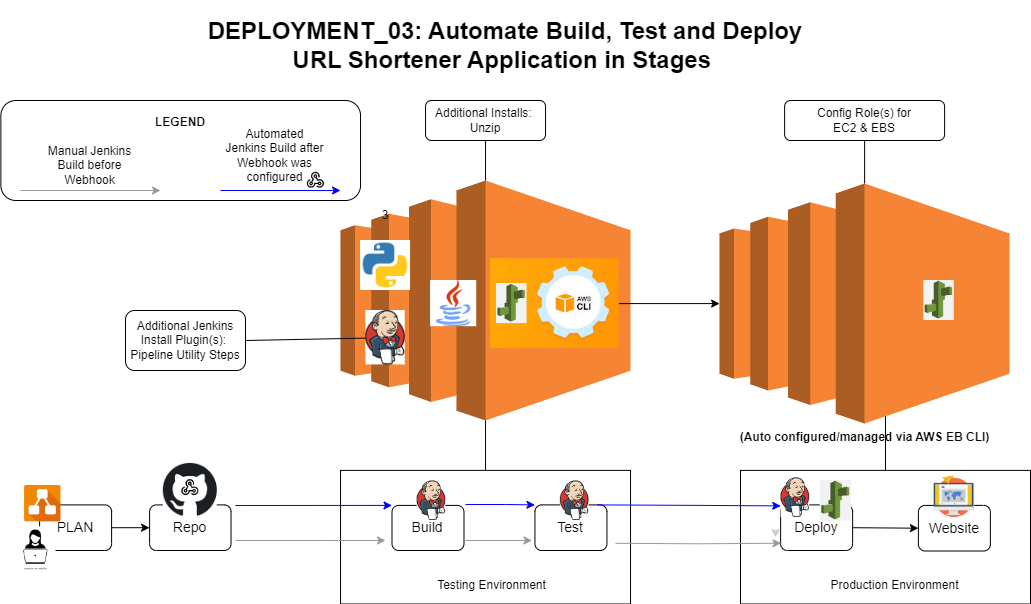 DEPLOYMENT_03: Automate Build, Test and Deploy
URL Shortener Application in Stages
LEGEND
Manual Jenkins
Build before
Webhook
Automated
Jenkins Build after
Webhook was
configured
Additional Installs:
Unzip
Config Role(s) for
EC2 & EBS
3
AWS
CLI
Additional Jenkins
Install Plugin(s):
Pipeline Utility Steps
(Auto configured/managed via AWS EB CLI)
PLAN
Repo
Build
Test
Deploy
Website
Testing Environment
Production Environment